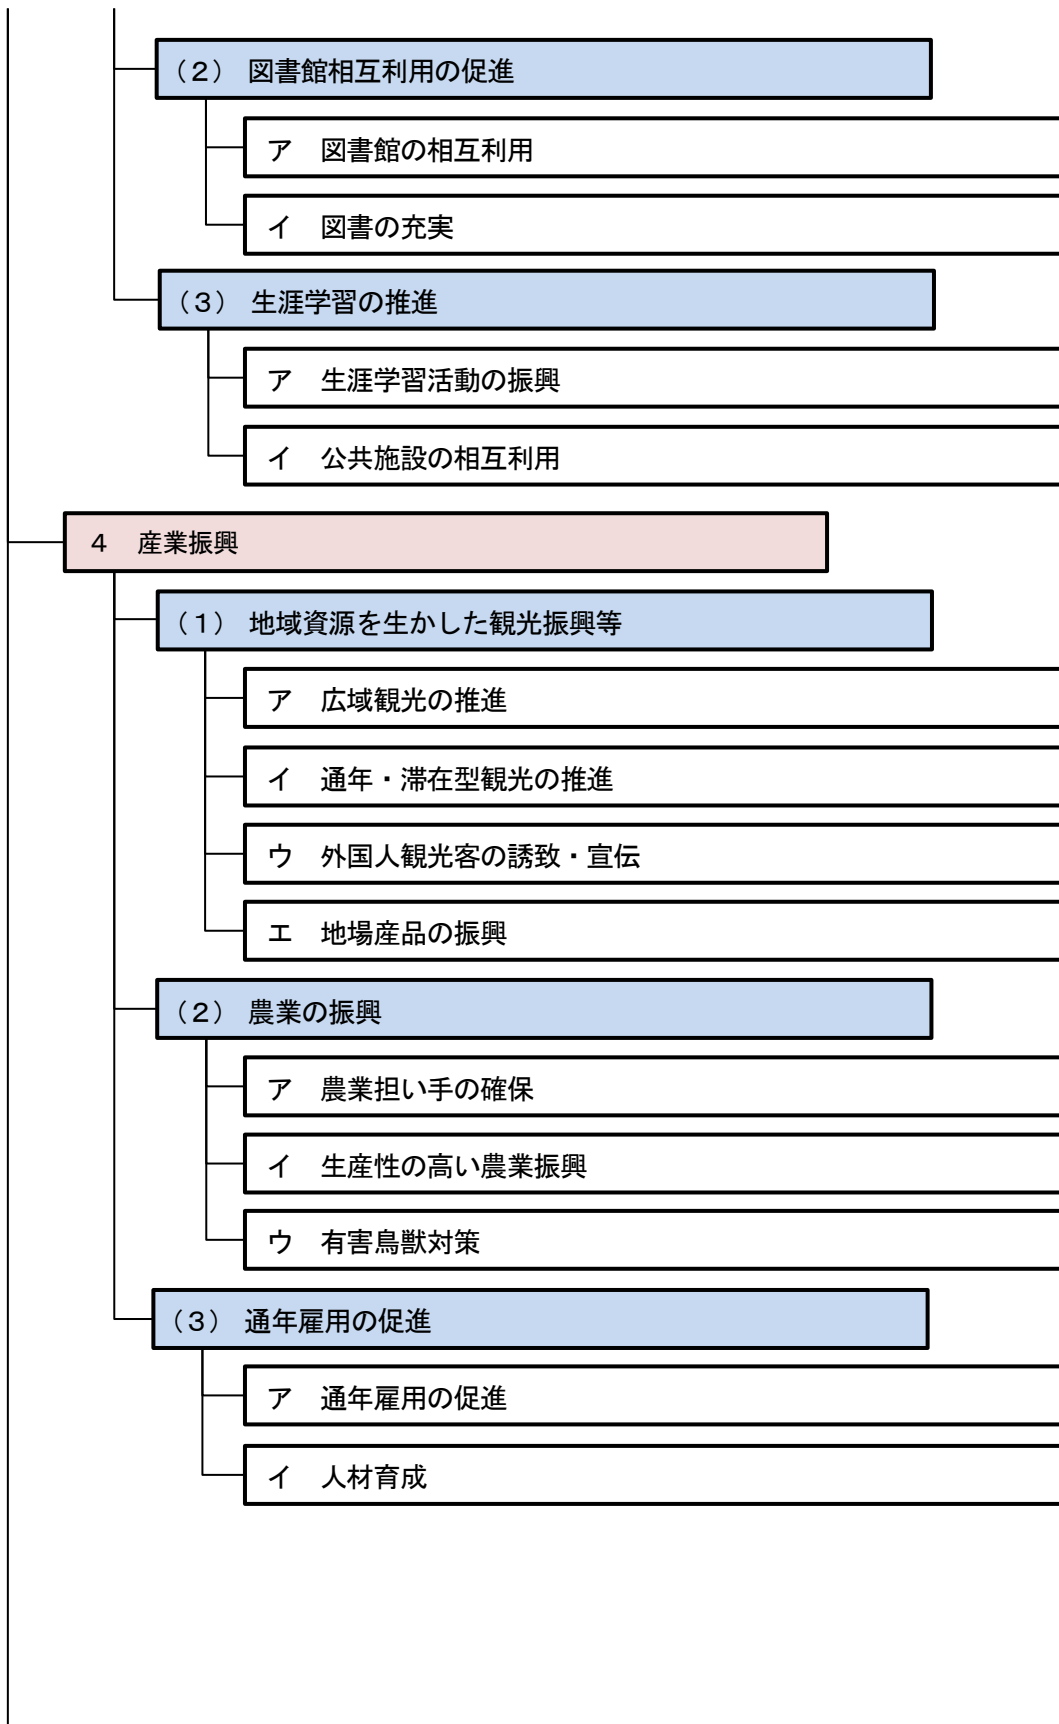 （２） 図書館相互利用の促進
ア 図書館の相互利用
イ 図書の充実
（３） 生涯学習の推進
ア 生涯学習活動の振興
イ 公共施設の相互利用
４ 産業振興
（１） 地域資源を生かした観光振興等
ア 広域観光の推進
イ 通年・滞在型観光の推進
ウ 外国人観光客の誘致・宣伝
エ 地場産品の振興
（２） 農業の振興
ア 農業担い手の確保
イ 生産性の高い農業振興
ウ 有害鳥獣対策
（３） 通年雇用の促進
ア 通年雇用の促進
イ 人材育成